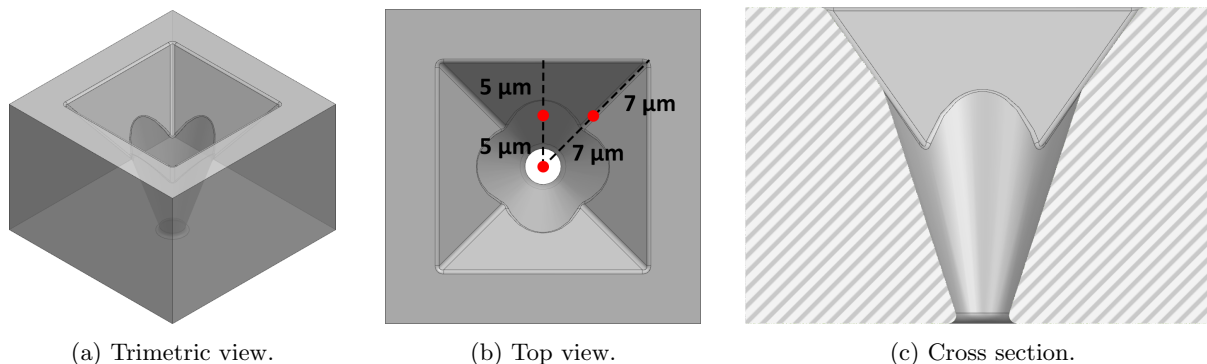 5 μm
7 μm
5 μm
7 μm
(a) Trimetric view.
(b) Top view.
(c) Cross section.